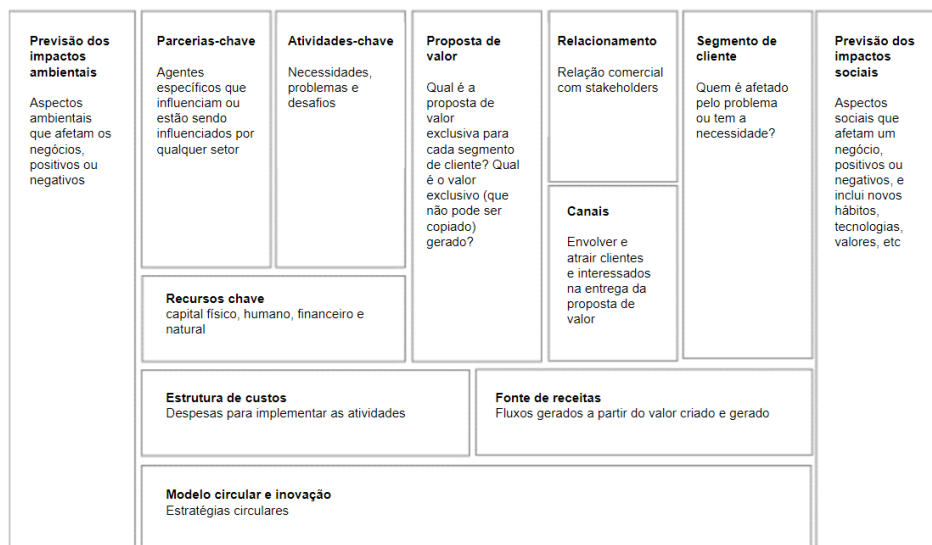 Previsão dos
impactos
ambientais
Aspectos
ambientais
que afetam os
negócios,
positivos ou
negativos
Parcerias-chave
Agentes
específicos que
influenciam ou
estão sendo
influenciados por
qualquer setor
Atividades-chave
Necessidades,
problemas e
desafios
Proposta de
valor
Qual é a
proposta de
valor
exclusiva para
cada segmento
de cliente? Qual
é o valor
exclusivo (que
não pode ser
copiado)
gerado?
Relacionamento
Relação comercial
com stakeholders
Canais
Envolver e
atrair clientes
e interessados
na entrega da
proposta de
valor
Segmento de
cliente
Quem é afetado
pelo problema
ou tem a
necessidade?
Previsão dos
impactos
sociais
Aspectos
sociais que
afetam um
negócio,
positivos ou
negativos, e
inclui novos
hábitos,
tecnologias,
valores, etc
Recursos chave
capital físico, humano, financeiro e
natural
Estrutura de custos
Despesas para implementar as atividades
Fonte de receitas
Fluxos gerados a partir do valor criado e gerado
Modelo circular e inovação
Estratégias circulares